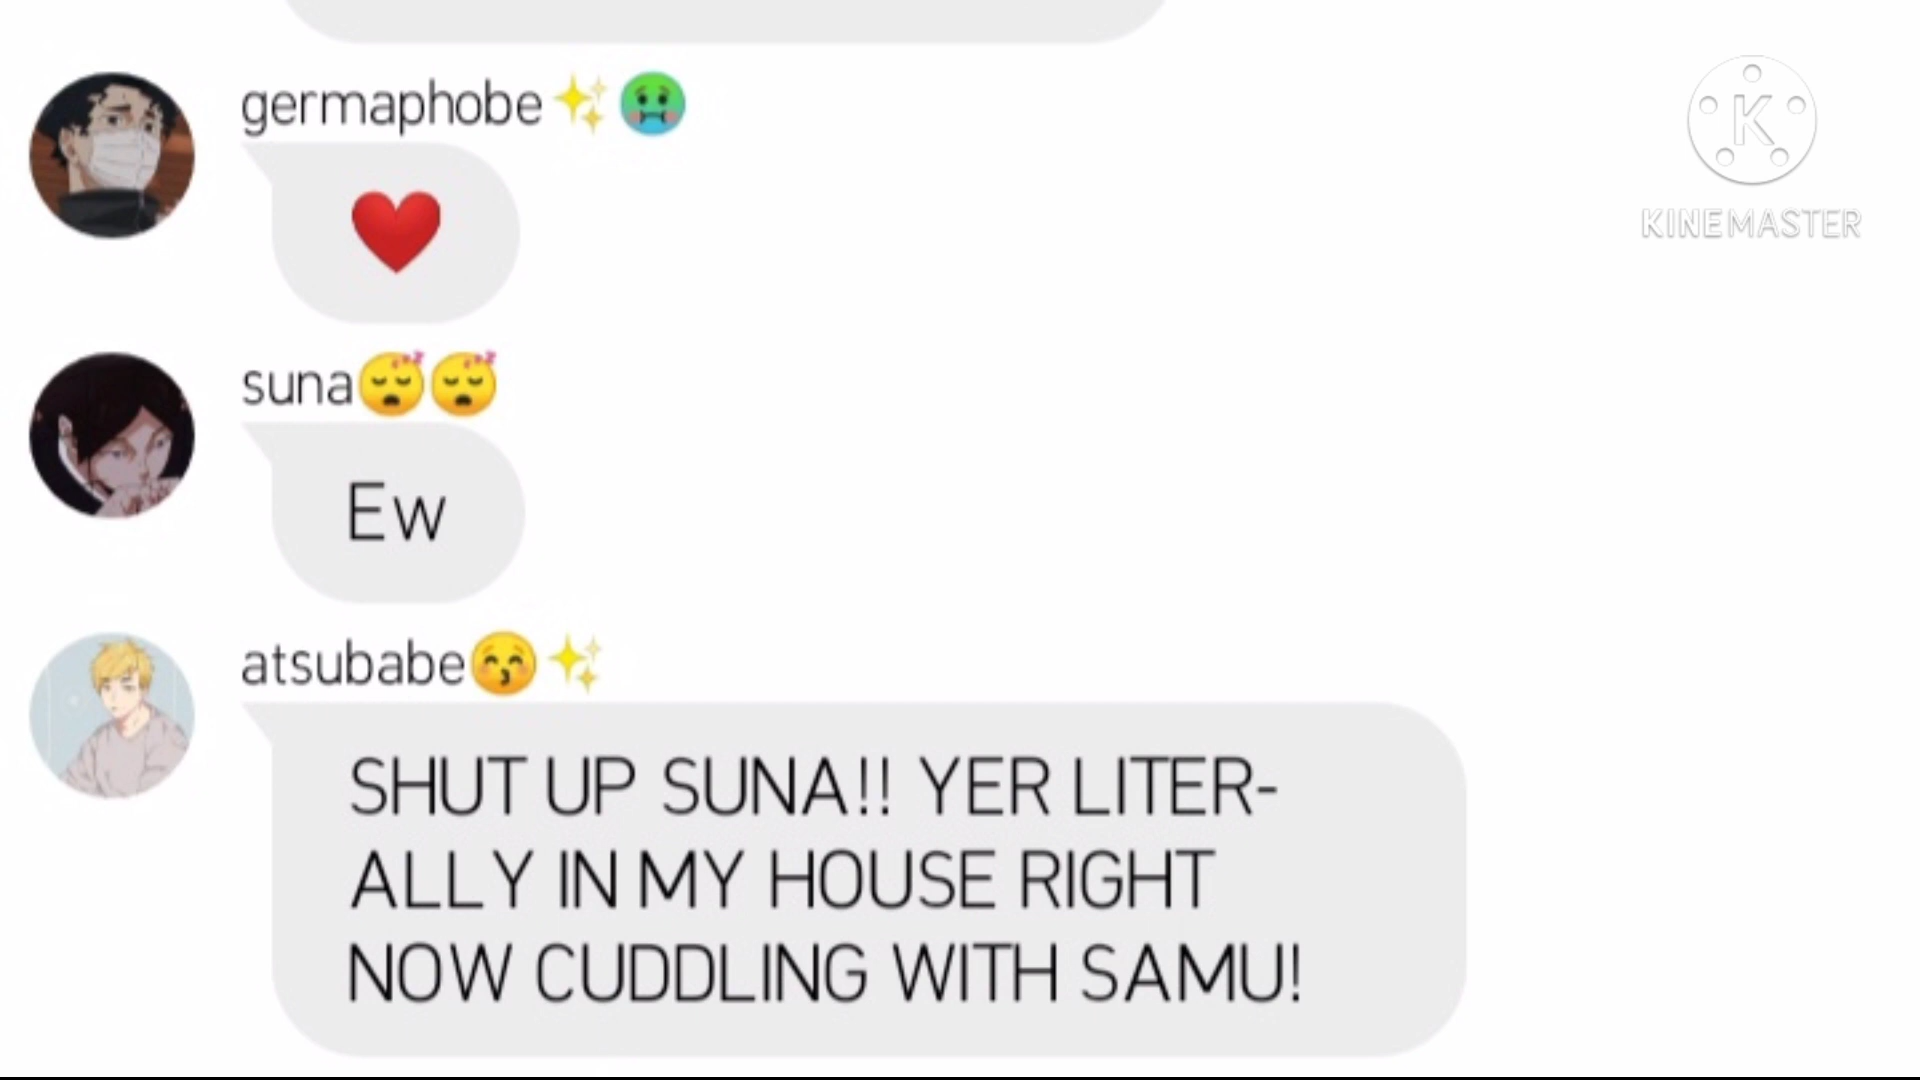 germaphobe✨🤢
❤️
suna😴😴
Ew
atsubabe😚✨
SHUT UP SUNA!! YER LITER-
ALLY IN MY HOUSE RIGHT
NOW CUDDLING WITH SAMU!
K
KINEMASTER